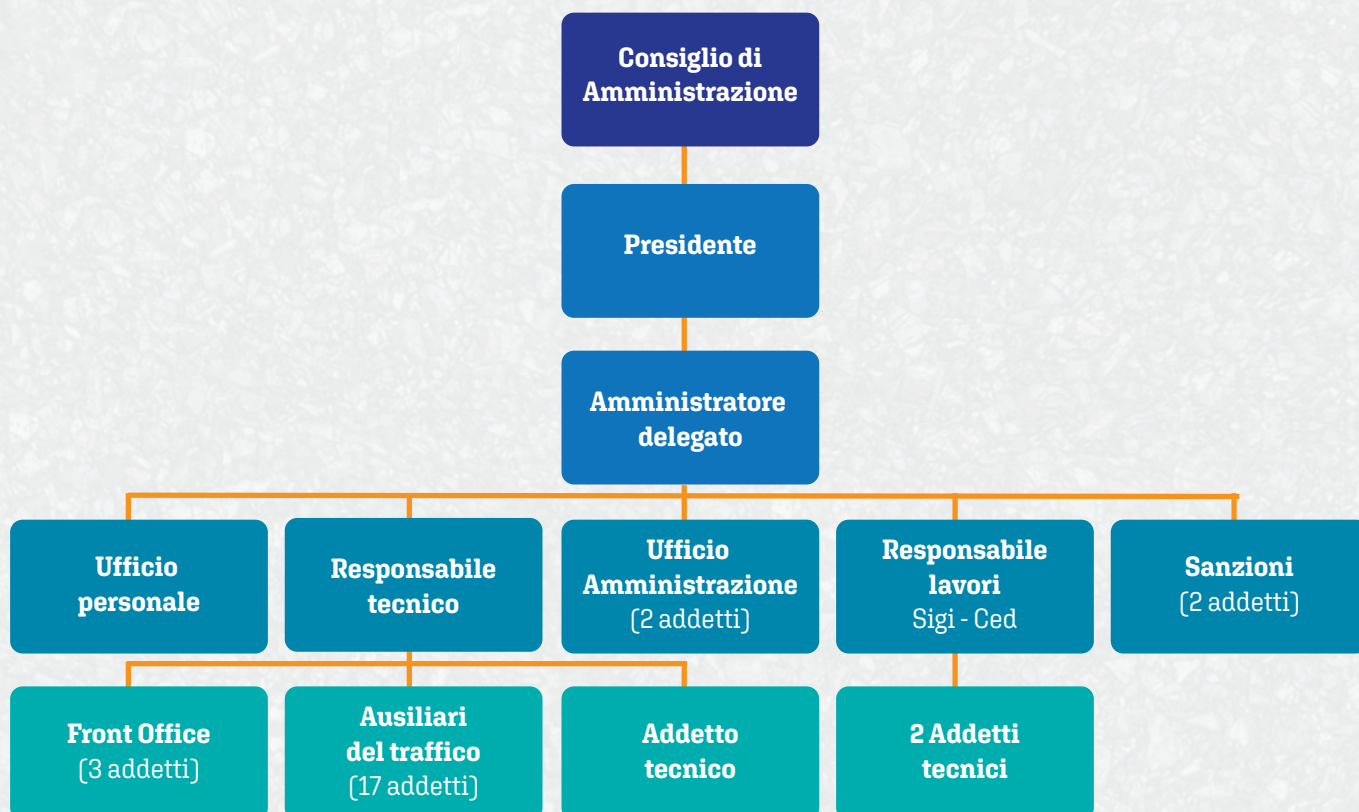 Consiglio di
Amministrazione
Presidente
Amministratore
delegato
Ufficio
personale
Responsabile
tecnico
Ufficio
Amministrazione
(2 addetti)
Responsabile
lavori
Sigi - Ced
Sanzioni
(2 addetti)
Front Office
(3 addetti)
Ausiliari
del traffico
(17 addetti)
Addetto
tecnico
2 Addetti
tecnici